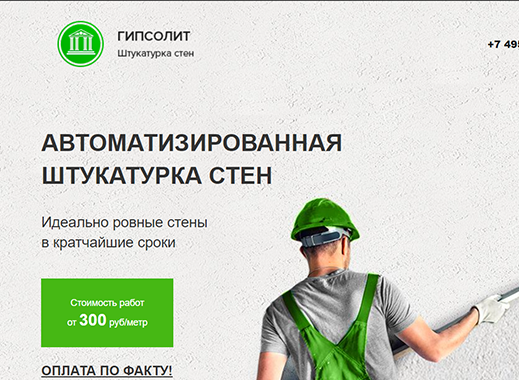 ГИПСОЛИТ
Штукатурка стен
+7 495
АВТОМАТИЗИРОВАННАЯ
ШТУКАТУРКА СТЕН
Идеально ровные стены
в кратчайшие сроки
Стоимость работ
от 300 руб/метр
ОПЛАТА ПО ФАКТУ!